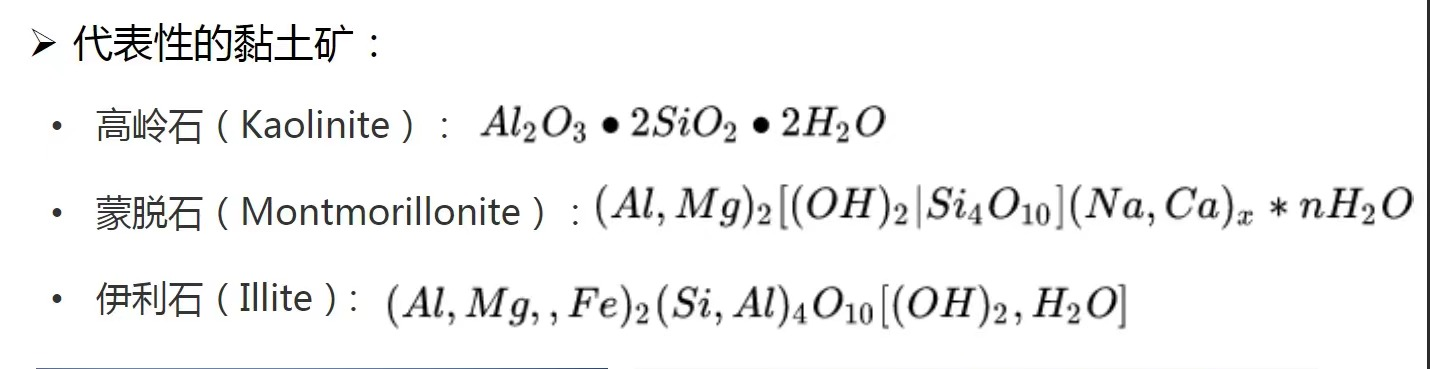 ➢ 代表性的黏土矿：
• 高岭石（Kaolinite）： Al₂O₃ • 2SiO₂ • 2H₂O
• 蒙脱石（Montmorillonite）：(Al, Mg)₂[(OH)₂|Si₄O₁₀](Na, Ca)ₓ * nH₂O
• 伊利石（Illite）： (Al, Mg, , Fe)₂(Si, Al)₄O₁₀[(OH)₂, H₂O]